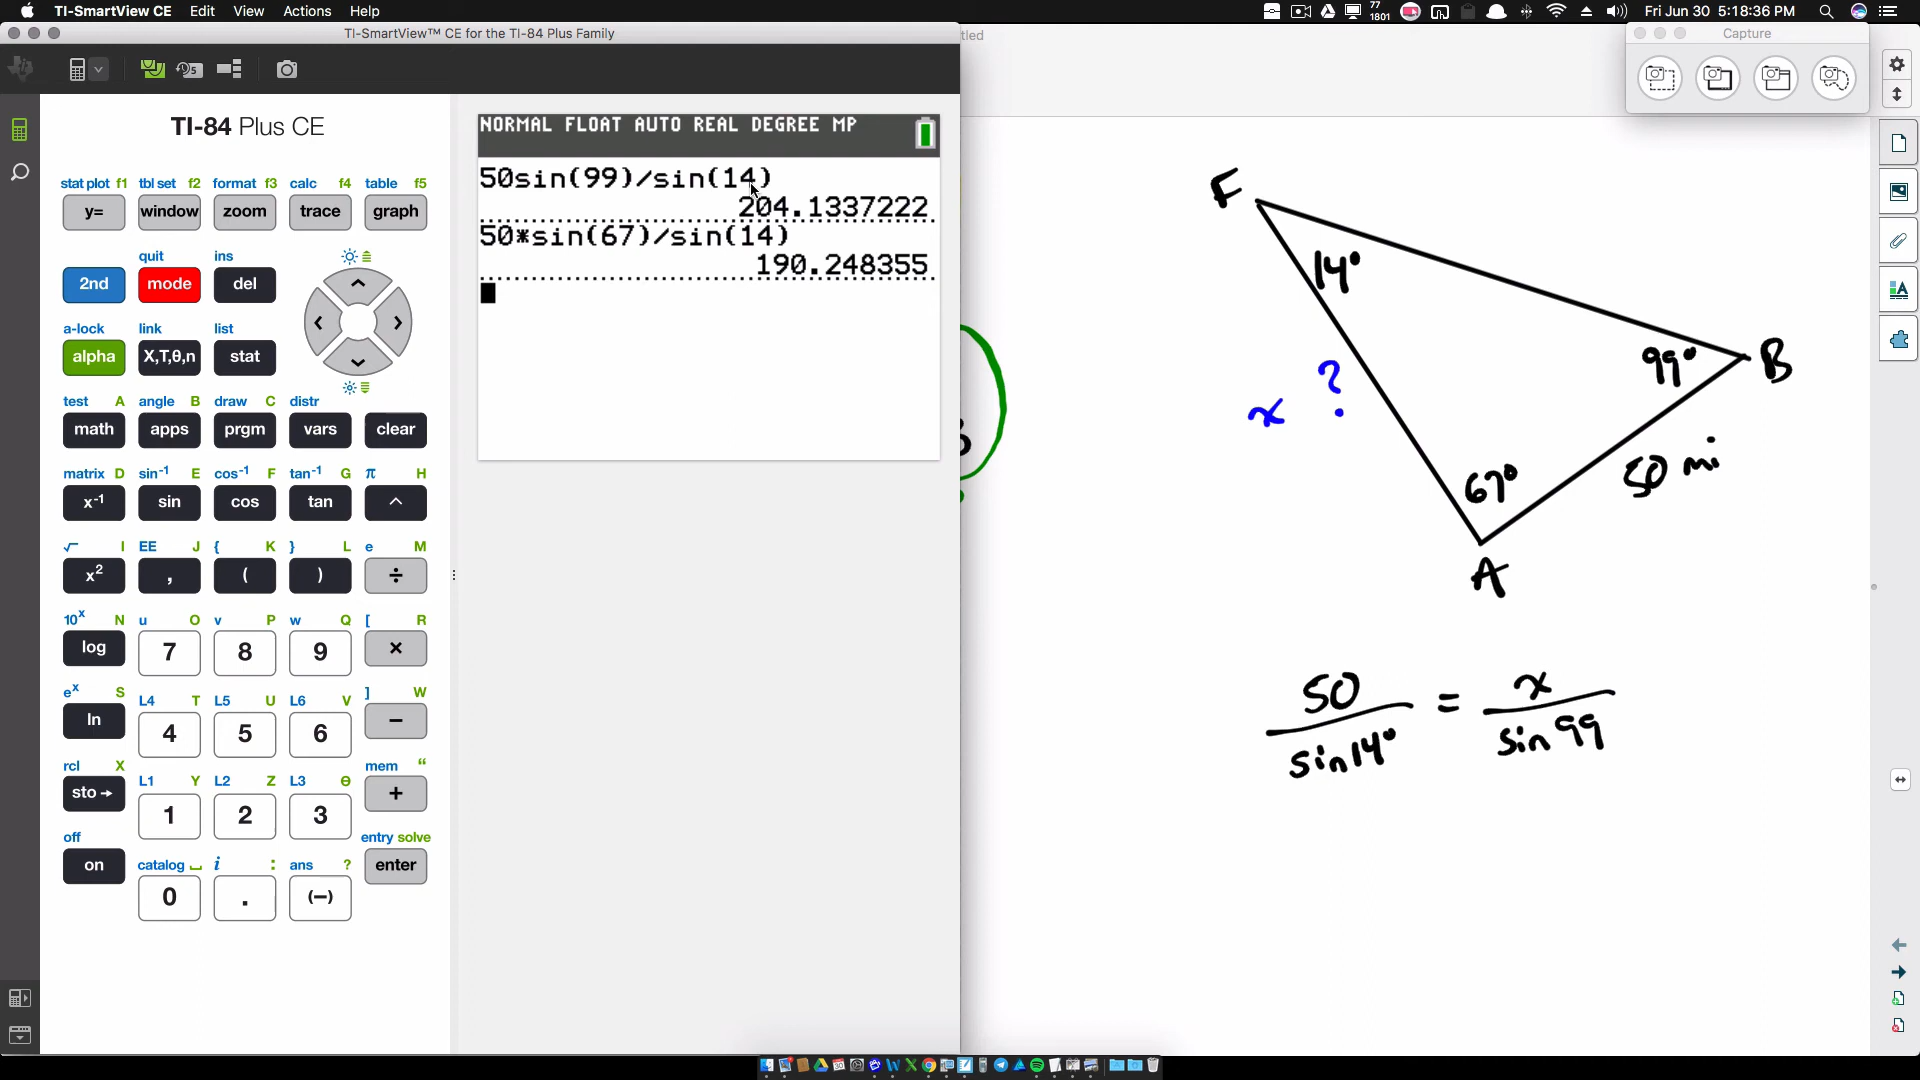 TI-SmartView CE Edit View Actions Help
77
1801
Fri Jun 30 5:18:36 PM
TI-SmartView™ CE for the TI-84 Plus Family
tled
Capture
TI-84 Plus CE
NORMAL FLOAT AUTO REAL DEGREE MP
50sin(99)/sin(14)
204.1337222
50*sin(67)/sin(14)
190.248355
stat plot f1 tbl set f2 format f3 calc f4 table f5
y= window zoom trace graph
quit ins
2nd mode del
a-lock link list
alpha X,T,θ,n stat
test A angle B draw C distr
math apps prgm vars clear
matrix D sin⁻¹ E cos⁻¹ F tan⁻¹ G π H
x⁻¹ sin cos tan ^
√ I EE J { K } L e M
x² , ( ) ÷
10ˣ N u O v P w Q [ R
log 7 8 9 ×
eˣ S L4 T L5 U L6 V ] W
ln 4 5 6 −
rcl X L1 Y L2 Z L3 θ mem “
sto→ 1 2 3 +
off catalog ⎵ i : ans ? entry solve
on 0 . (−) enter
F
14°
99° B
x ?
67°
50 mi
A
50 = x
sin14° sin99